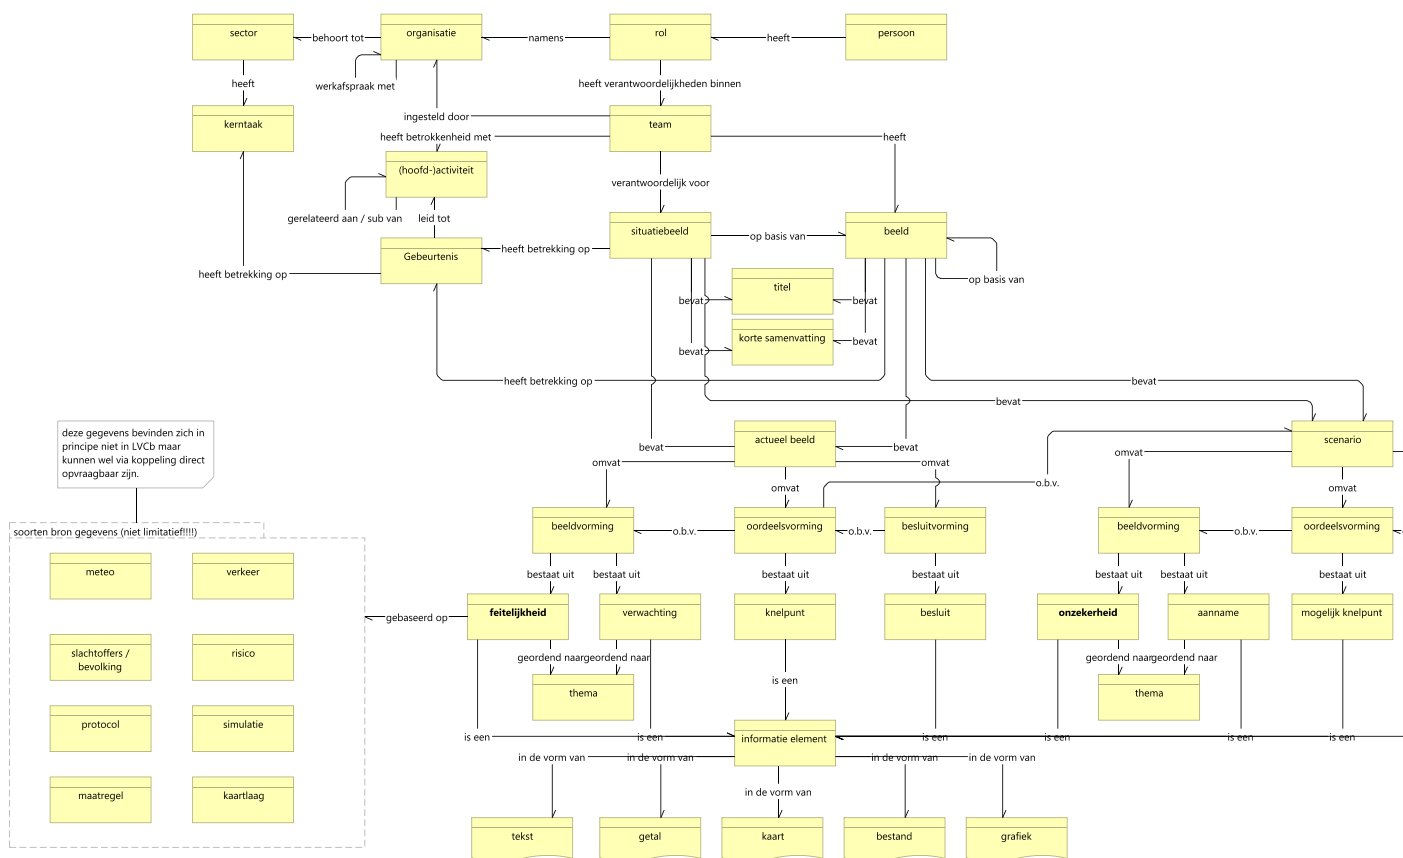 sector
behoort tot
organisatie
namens
rol
heeft
persoon
heeft
werkafspraak met
heeft verantwoordelijkheden binnen
kerntaak
ingesteld door
team
heeft betrokkenheid met
heeft
(hoofd-)activiteit
verantwoordelijk voor
gerelateerd aan / sub van
leid tot
situatiebeeld
op basis van
beeld
Gebeurtenis
heeft betrekking op
heeft betrekking op
op basis van
titel
bevat
bevat
korte samenvatting
bevat
bevat
heeft betrekking op
bevat
bevat
deze gegevens bevinden zich in
principe niet in LVCb maar
kunnen wel via koppeling direct
opvraagbaar zijn.
actueel beeld
scenario
bevat
bevat
omvat
omvat
omvat
omvat
omvat
o.b.v.
soorten bron gegevens (niet limitatief!!!!)
beeldvorming
o.b.v.
oordeelsvorming
o.b.v.
besluitvorming
beeldvorming
o.b.v.
oordeelsvorming
meteo
verkeer
bestaat uit
bestaat uit
bestaat uit
bestaat uit
bestaat uit
bestaat uit
bestaat uit
gebaseerd op
feitelijkheid
verwachting
knelpunt
besluit
onzekerheid
aanname
mogelijk knelpunt
slachtoffers /
bevolking
risico
geordend naar
geordend naar
geordend naar
geordend naar
is een
thema
thema
protocol
simulatie
is een
is een
informatie element
is een
is een
is een
is een
in de vorm van
in de vorm van
in de vorm van
in de vorm van
in de vorm van
maatregel
kaartlaag
tekst
getal
kaart
bestand
grafiek